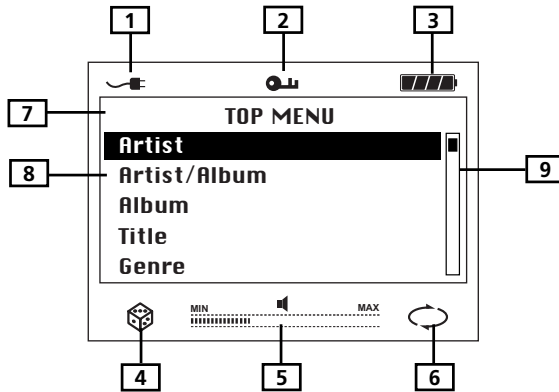 1 2 3
7 TOP MENU
Artist
8 Artist/Album 9
Album
Title
Genre
MIN MAX
4 5 6